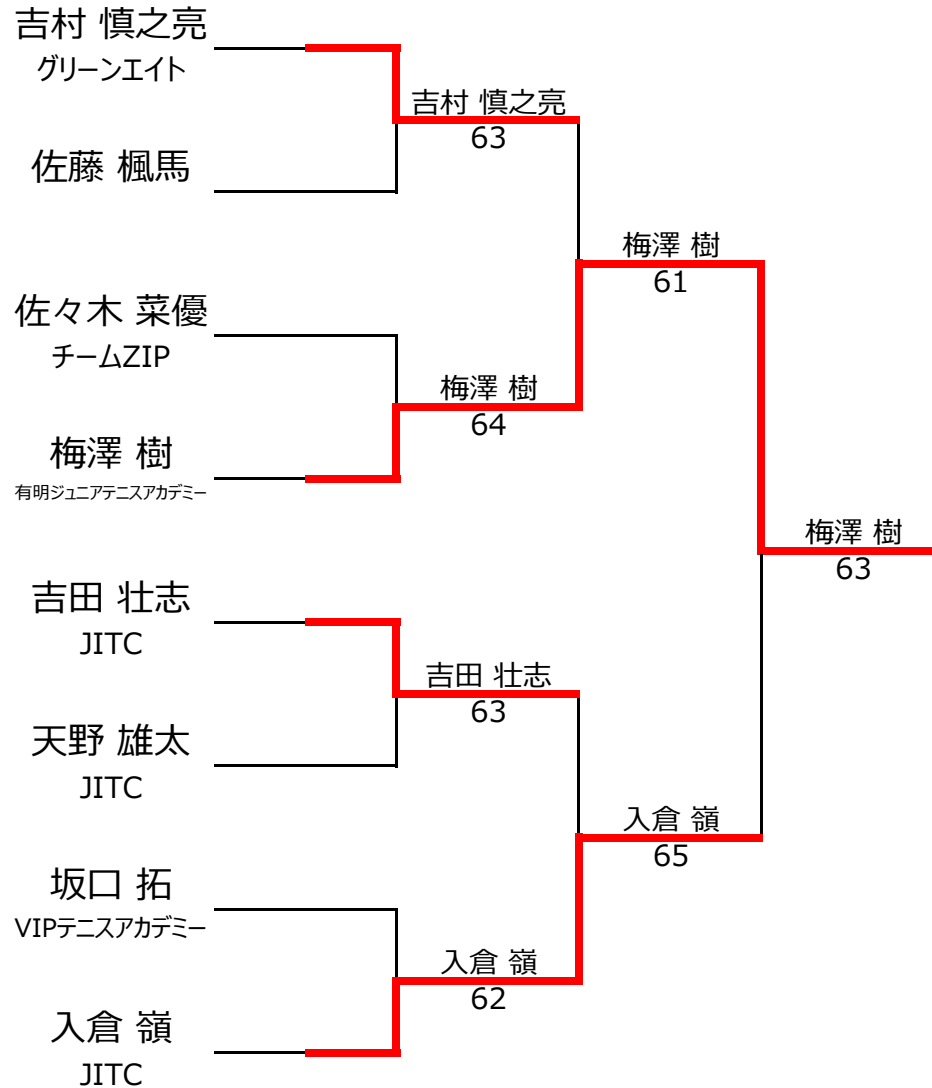 吉村 慎之亮
グリーンエイト
吉村 慎之亮
63
佐藤 楓馬
梅澤 樹
61
佐々木 菜優
チームZIP
梅澤 樹
64
梅澤 樹
有明ジュニアテニスアカデミー
梅澤 樹
63
吉田 壮志
JITC
吉田 壮志
63
天野 雄太
JITC
入倉 嶺
65
坂口 拓
VIPテニスアカデミー
入倉 嶺
62
入倉 嶺
JITC